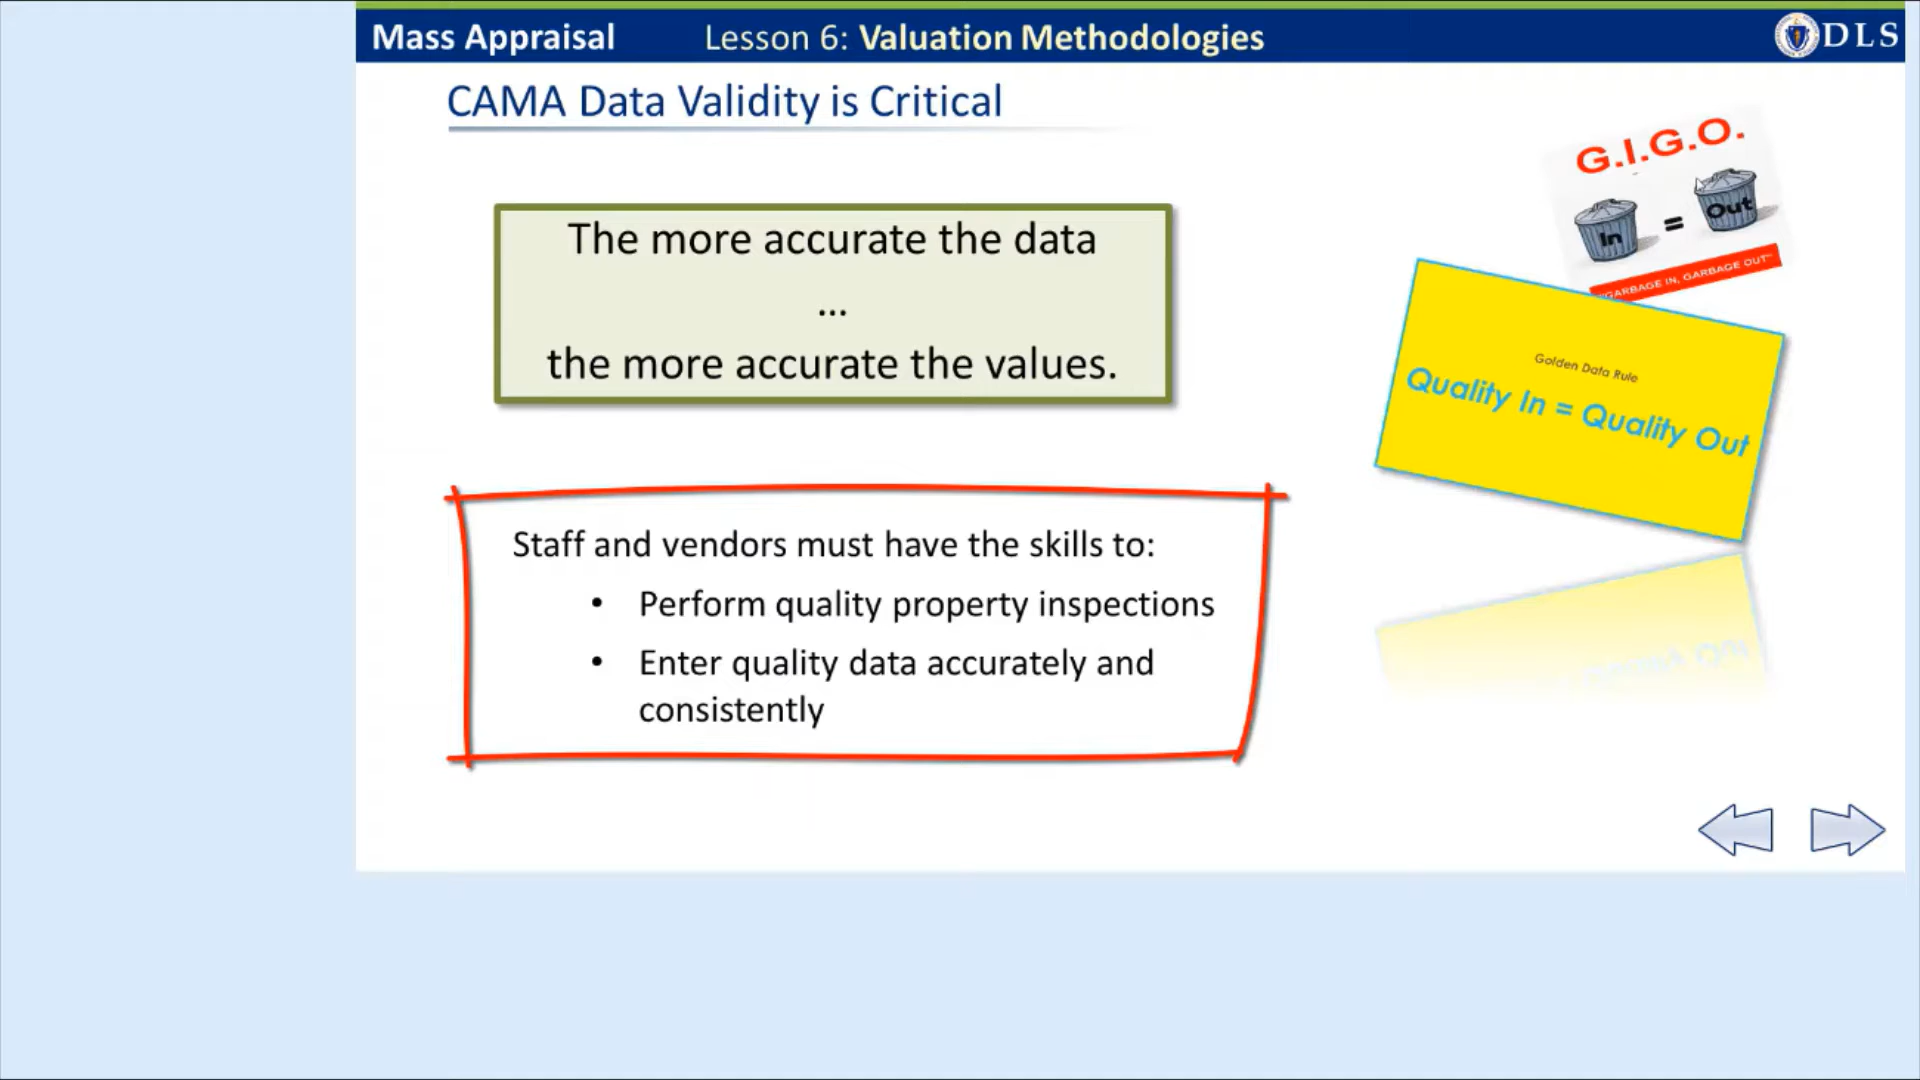 Mass Appraisal
Lesson 6: Valuation Methodologies
DLS
CAMA Data Validity is Critical
G.I.G.O.
In = Out
"GARBAGE IN, GARBAGE OUT"
The more accurate the data
...
the more accurate the values.
Golden Data Rule
Quality In = Quality Out
Staff and vendors must have the skills to:
• Perform quality property inspections
• Enter quality data accurately and
consistently